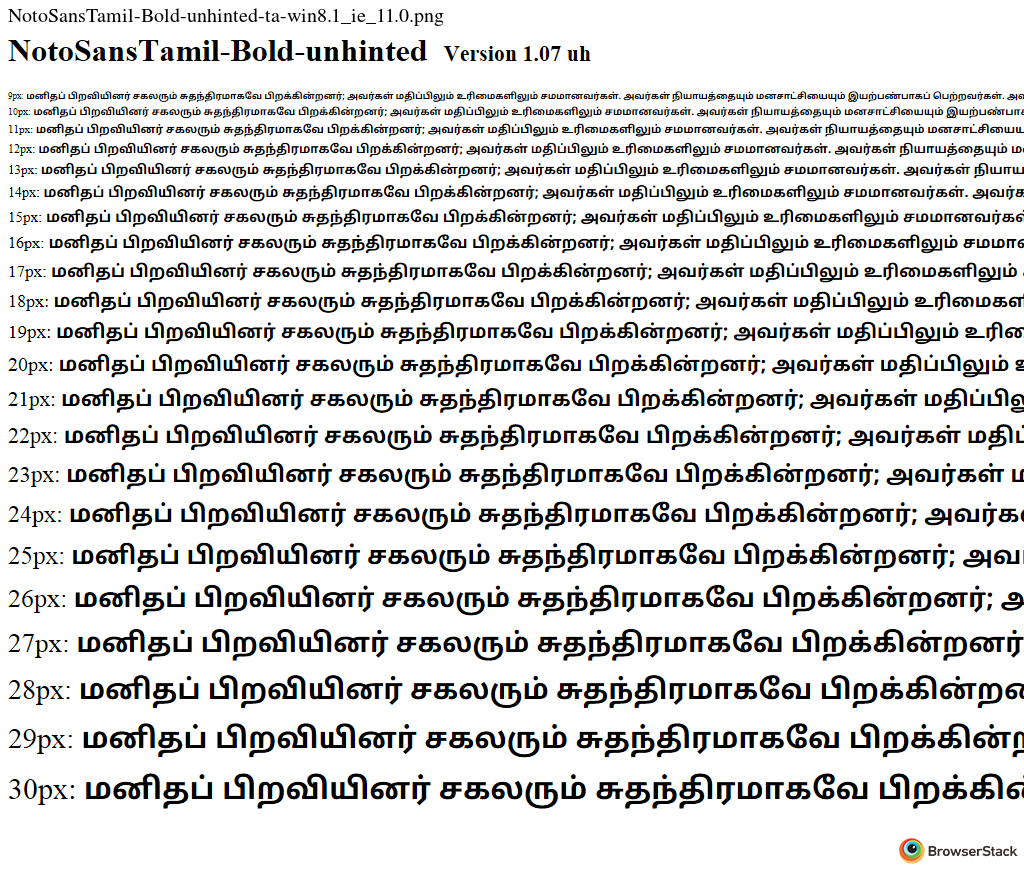 NotoSansTamil-Bold-unhinted-ta-win8.1_ie_11.0.png
NotoSansTamil-Bold-unhinted Version 1.07 uh
9px: மனிதப் பிறவியினர் சகலரும் சுதந்திரமாகவே பிறக்கின்றனர்; அவர்கள் மதிப்பிலும் உரிமைகளிலும் சமமானவர்கள். அவர்கள் நியாயத்தையும் மனசாட்சியையும் இயற்பண்பாகப் பெற்றவர்கள்.
10px: மனிதப் பிறவியினர் சகலரும் சுதந்திரமாகவே பிறக்கின்றனர்; அவர்கள் மதிப்பிலும் உரிமைகளிலும் சமமானவர்கள். அவர்கள் நியாயத்தையும் மனசாட்சியையும்
11px: மனிதப் பிறவியினர் சகலரும் சுதந்திரமாகவே பிறக்கின்றனர்; அவர்கள் மதிப்பிலும் உரிமைகளிலும் சமமானவர்கள். அவர்கள் நியாயத்தையும்
12px: மனிதப் பிறவியினர் சகலரும் சுதந்திரமாகவே பிறக்கின்றனர்; அவர்கள் மதிப்பிலும் உரிமைகளிலும் சமமானவர்கள். அவர்கள் நியாயத்தையும்
13px: மனிதப் பிறவியினர் சகலரும் சுதந்திரமாகவே பிறக்கின்றனர்; அவர்கள் மதிப்பிலும் உரிமைகளிலும் சமமானவர்கள். அவர்கள்
14px: மனிதப் பிறவியினர் சகலரும் சுதந்திரமாகவே பிறக்கின்றனர்; அவர்கள் மதிப்பிலும் உரிமைகளிலும் சமமானவர்கள்.
15px: மனிதப் பிறவியினர் சகலரும் சுதந்திரமாகவே பிறக்கின்றனர்; அவர்கள் மதிப்பிலும் உரிமைகளிலும்
16px: மனிதப் பிறவியினர் சகலரும் சுதந்திரமாகவே பிறக்கின்றனர்; அவர்கள் மதிப்பிலும் உரிமைகளிலும்
17px: மனிதப் பிறவியினர் சகலரும் சுதந்திரமாகவே பிறக்கின்றனர்; அவர்கள் மதிப்பிலும் உரிமைகளிலும்
18px: மனிதப் பிறவியினர் சகலரும் சுதந்திரமாகவே பிறக்கின்றனர்; அவர்கள் மதிப்பிலும்
19px: மனிதப் பிறவியினர் சகலரும் சுதந்திரமாகவே பிறக்கின்றனர்; அவர்கள் மதிப்பிலும்
20px: மனிதப் பிறவியினர் சகலரும் சுதந்திரமாகவே பிறக்கின்றனர்; அவர்கள் மதிப்பிலும்
21px: மனிதப் பிறவியினர் சகலரும் சுதந்திரமாகவே பிறக்கின்றனர்; அவர்கள்
22px: மனிதப் பிறவியினர் சகலரும் சுதந்திரமாகவே பிறக்கின்றனர்; அவர்கள்
23px: மனிதப் பிறவியினர் சகலரும் சுதந்திரமாகவே பிறக்கின்றனர்; அவர்கள்
24px: மனிதப் பிறவியினர் சகலரும் சுதந்திரமாகவே பிறக்கின்றனர்;
25px: மனிதப் பிறவியினர் சகலரும் சுதந்திரமாகவே பிறக்கின்றனர்;
26px: மனிதப் பிறவியினர் சகலரும் சுதந்திரமாகவே பிறக்கின்றனர்;
27px: மனிதப் பிறவியினர் சகலரும் சுதந்திரமாகவே பிறக்கின்றனர்
28px: மனிதப் பிறவியினர் சகலரும் சுதந்திரமாகவே
29px: மனிதப் பிறவியினர் சகலரும் சுதந்திரமாகவே
30px: மனிதப் பிறவியினர் சகலரும் சுதந்திரமாகவே
BrowserStack